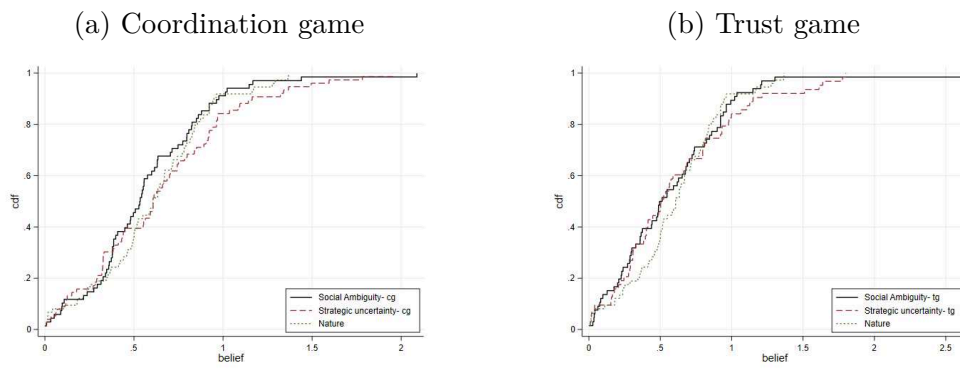 (a) Coordination game
(b) Trust game
1
.8
.6
.4
.2
0
cdf
0
.5
1
1.5
2
belief
Social Ambiguity- cg
Strategic uncertainty- cg
Nature
1
.8
.6
.4
.2
0
cdf
0
.5
1
1.5
2
2.5
belief
Social Ambiguity- tg
Strategic uncertainty- tg
Nature